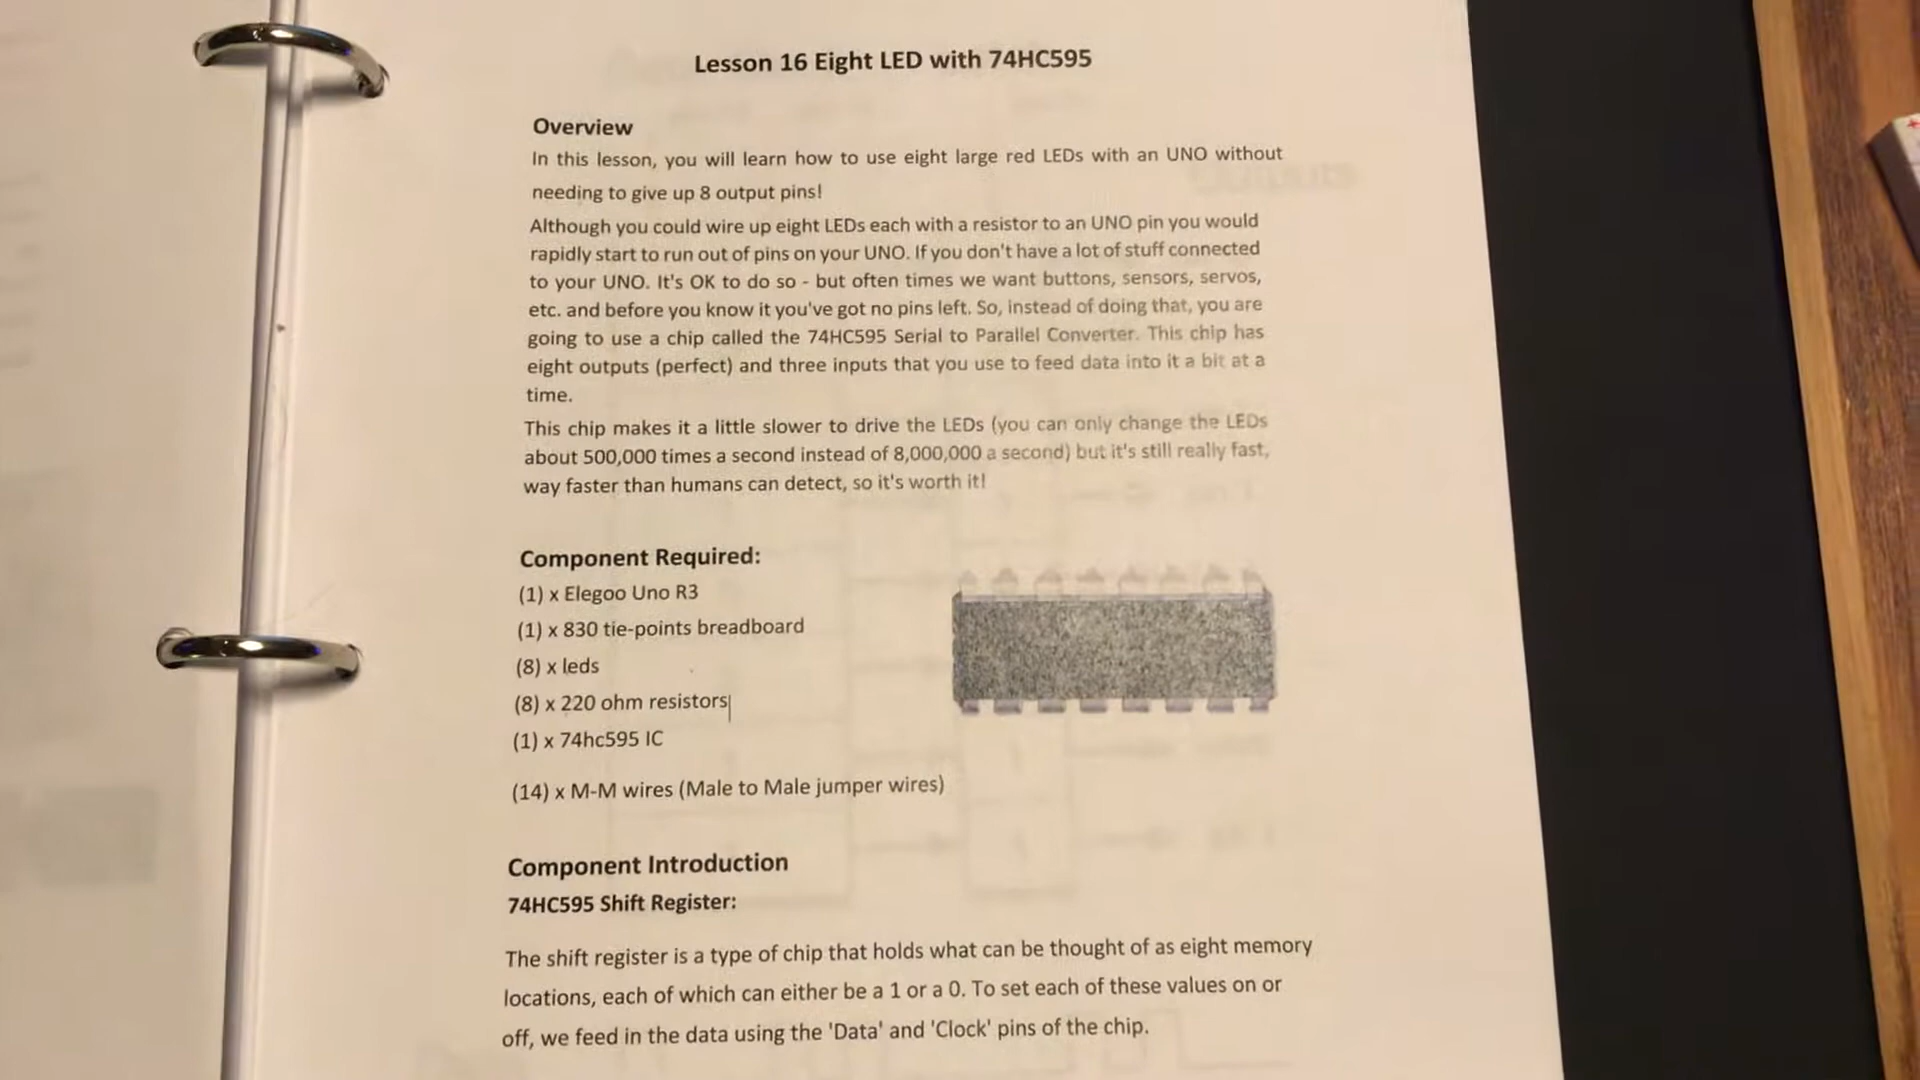 Lesson 16 Eight LED with 74HC595
Overview
In this lesson, you will learn how to use eight large red LEDs with an UNO without
needing to give up 8 output pins!
Although you could wire up eight LEDs each with a resistor to an UNO pin you would
rapidly start to run out of pins on your UNO. If you don't have a lot of stuff connected
to your UNO. It's OK to do so - but often times we want buttons, sensors, servos,
etc. and before you know it you've got no pins left. So, instead of doing that, you are
going to use a chip called the 74HC595 Serial to Parallel Converter. This chip has
eight outputs (perfect) and three inputs that you use to feed data into it a bit at a
time.
This chip makes it a little slower to drive the LEDs (you can only change the LEDs
about 500,000 times a second instead of 8,000,000 a second) but it's still really fast,
way faster than humans can detect, so it's worth it!
Component Required:
(1) x Elegoo Uno R3
(1) x 830 tie-points breadboard
(8) x leds
(8) x 220 ohm resistors
(1) x 74hc595 IC
(14) x M-M wires (Male to Male jumper wires)
Component Introduction
74HC595 Shift Register:
The shift register is a type of chip that holds what can be thought of as eight memory
locations, each of which can either be a 1 or a 0. To set each of these values on or
off, we feed in the data using the 'Data' and 'Clock' pins of the chip.